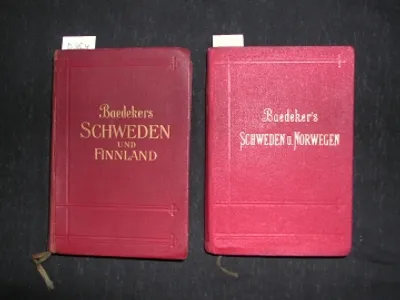 Baedekers
SCHWEDEN
UND
FINNLAND
Baedeker's
SCHWEDEN U. NORWEGEN